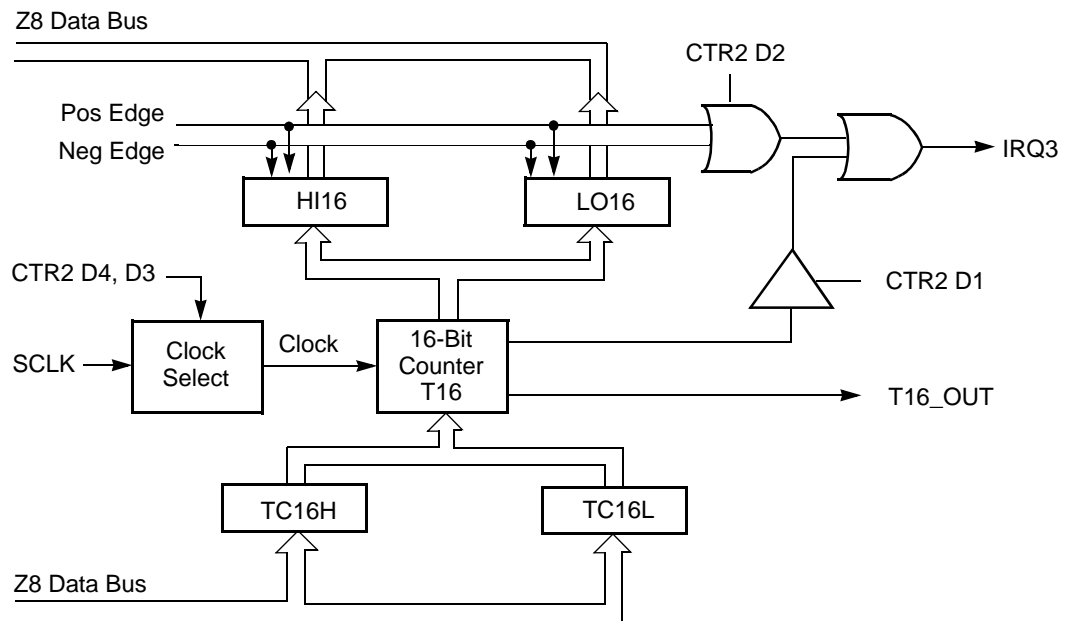 Z8 Data Bus
CTR2 D2
Pos Edge
Neg Edge
IRQ3
HI16
LO16
CTR2 D4, D3
CTR2 D1
SCLK
Clock
Select
Clock
16-Bit
Counter
T16
T16_OUT
TC16H
TC16L
Z8 Data Bus